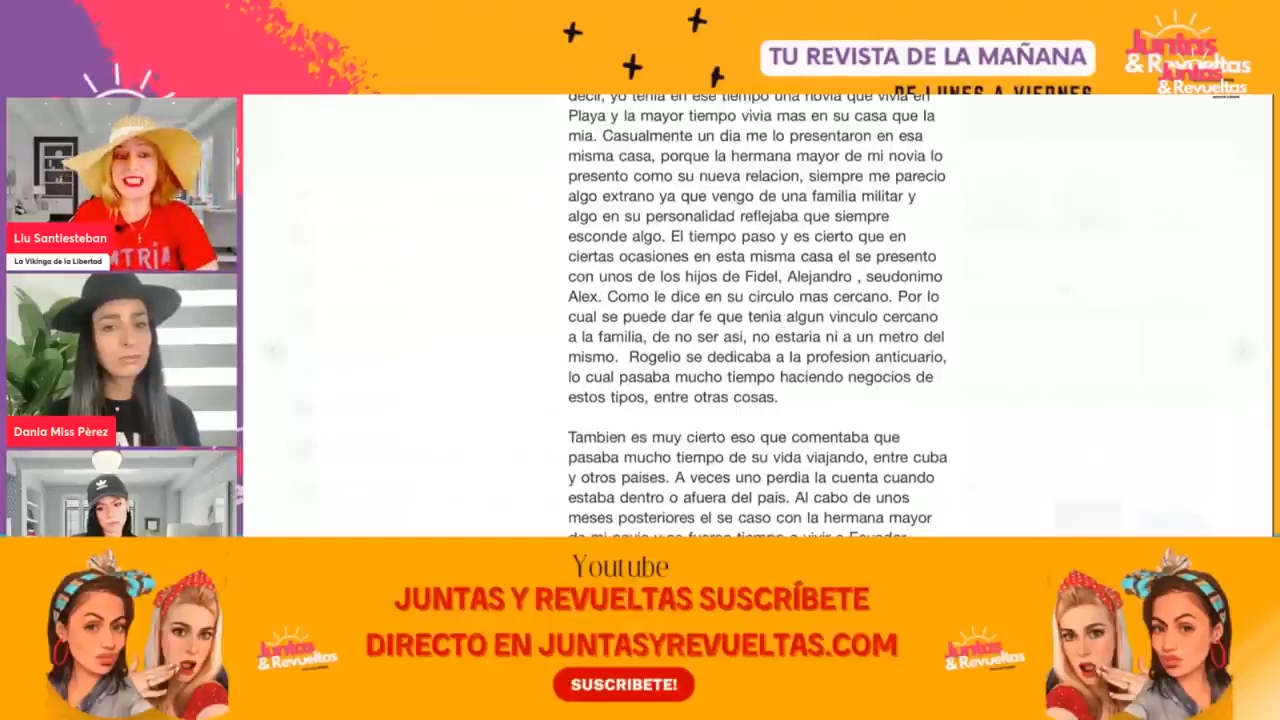 TU REVISTA DE LA MAÑANA
DE LUNES A VIERNES
Juntas
& Revueltas
Juntas
& Revueltas
decir, yo tenia en ese tiempo una novia que vivia en
Playa y la mayor tiempo vivia mas en su casa que la
mia. Casualmente un dia me lo presentaron en esa
misma casa, porque la hermana mayor de mi novia lo
presento como su nueva relacion, siempre me parecio
algo extrano ya que vengo de una familia militar y
algo en su personalidad reflejaba que siempre
esconde algo. El tiempo paso y es cierto que en
ciertas ocasiones en esta misma casa el se presento
con unos de los hijos de Fidel, Alejandro , seudonimo
Alex. Como le dice en su circulo mas cercano. Por lo
cual se puede dar fe que tenia algun vinculo cercano
a la familia, de no ser asi, no estaria ni a un metro del
mismo.  Rogelio se dedicaba a la profesion anticuario,
lo cual pasaba mucho tiempo haciendo negocios de
estos tipos, entre otras cosas.
Tambien es muy cierto eso que comentaba que
pasaba mucho tiempo de su vida viajando, entre cuba
y otros paises. A veces uno perdia la cuenta cuando
estaba dentro o afuera del pais. Al cabo de unos
meses posteriores el se caso con la hermana mayor
Liu Santiesteban
La Vikinga de la Libertad
Dania Miss Pèrez
Youtube
JUNTAS Y REVUELTAS SUSCRÍBETE
DIRECTO EN JUNTASYREVUELTAS.COM
SUSCRIBETE!
Juntas
& Revueltas
Juntas
& Revueltas